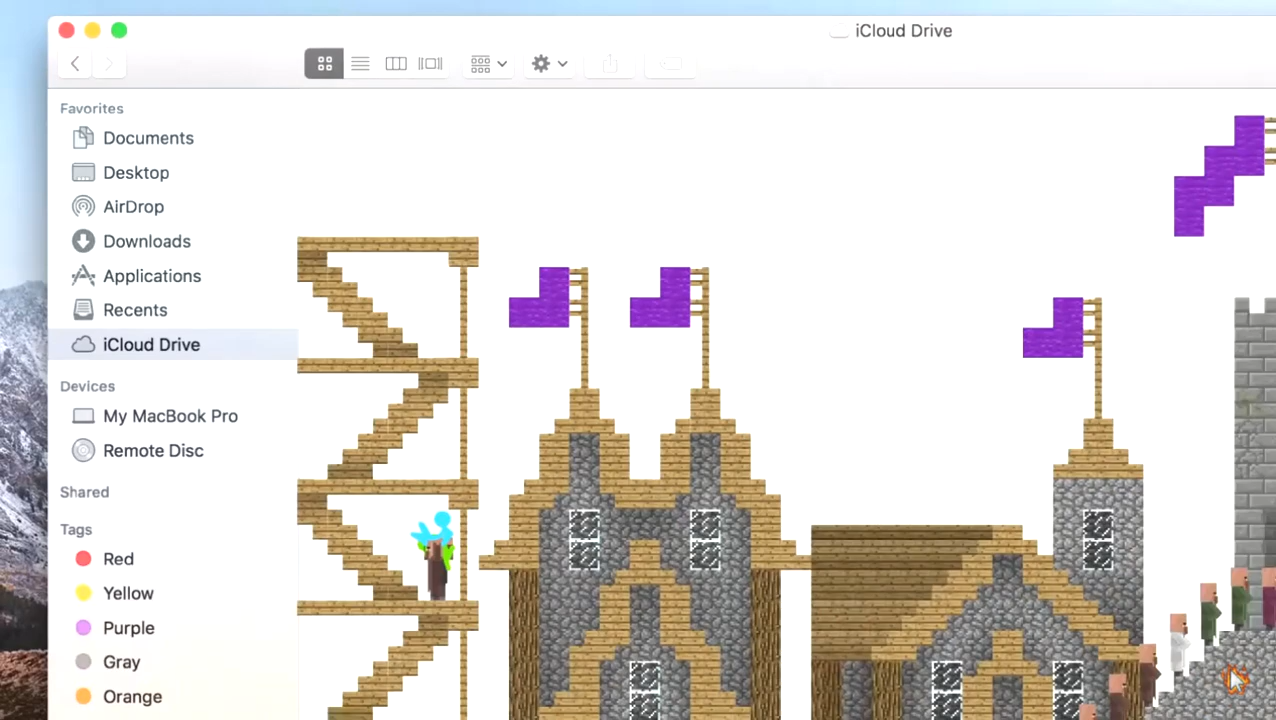 iCloud Drive
Favorites
Documents
Desktop
AirDrop
Downloads
Applications
Recents
iCloud Drive
Devices
My MacBook Pro
Remote Disc
Shared
Tags
Red
Yellow
Purple
Gray
Orange